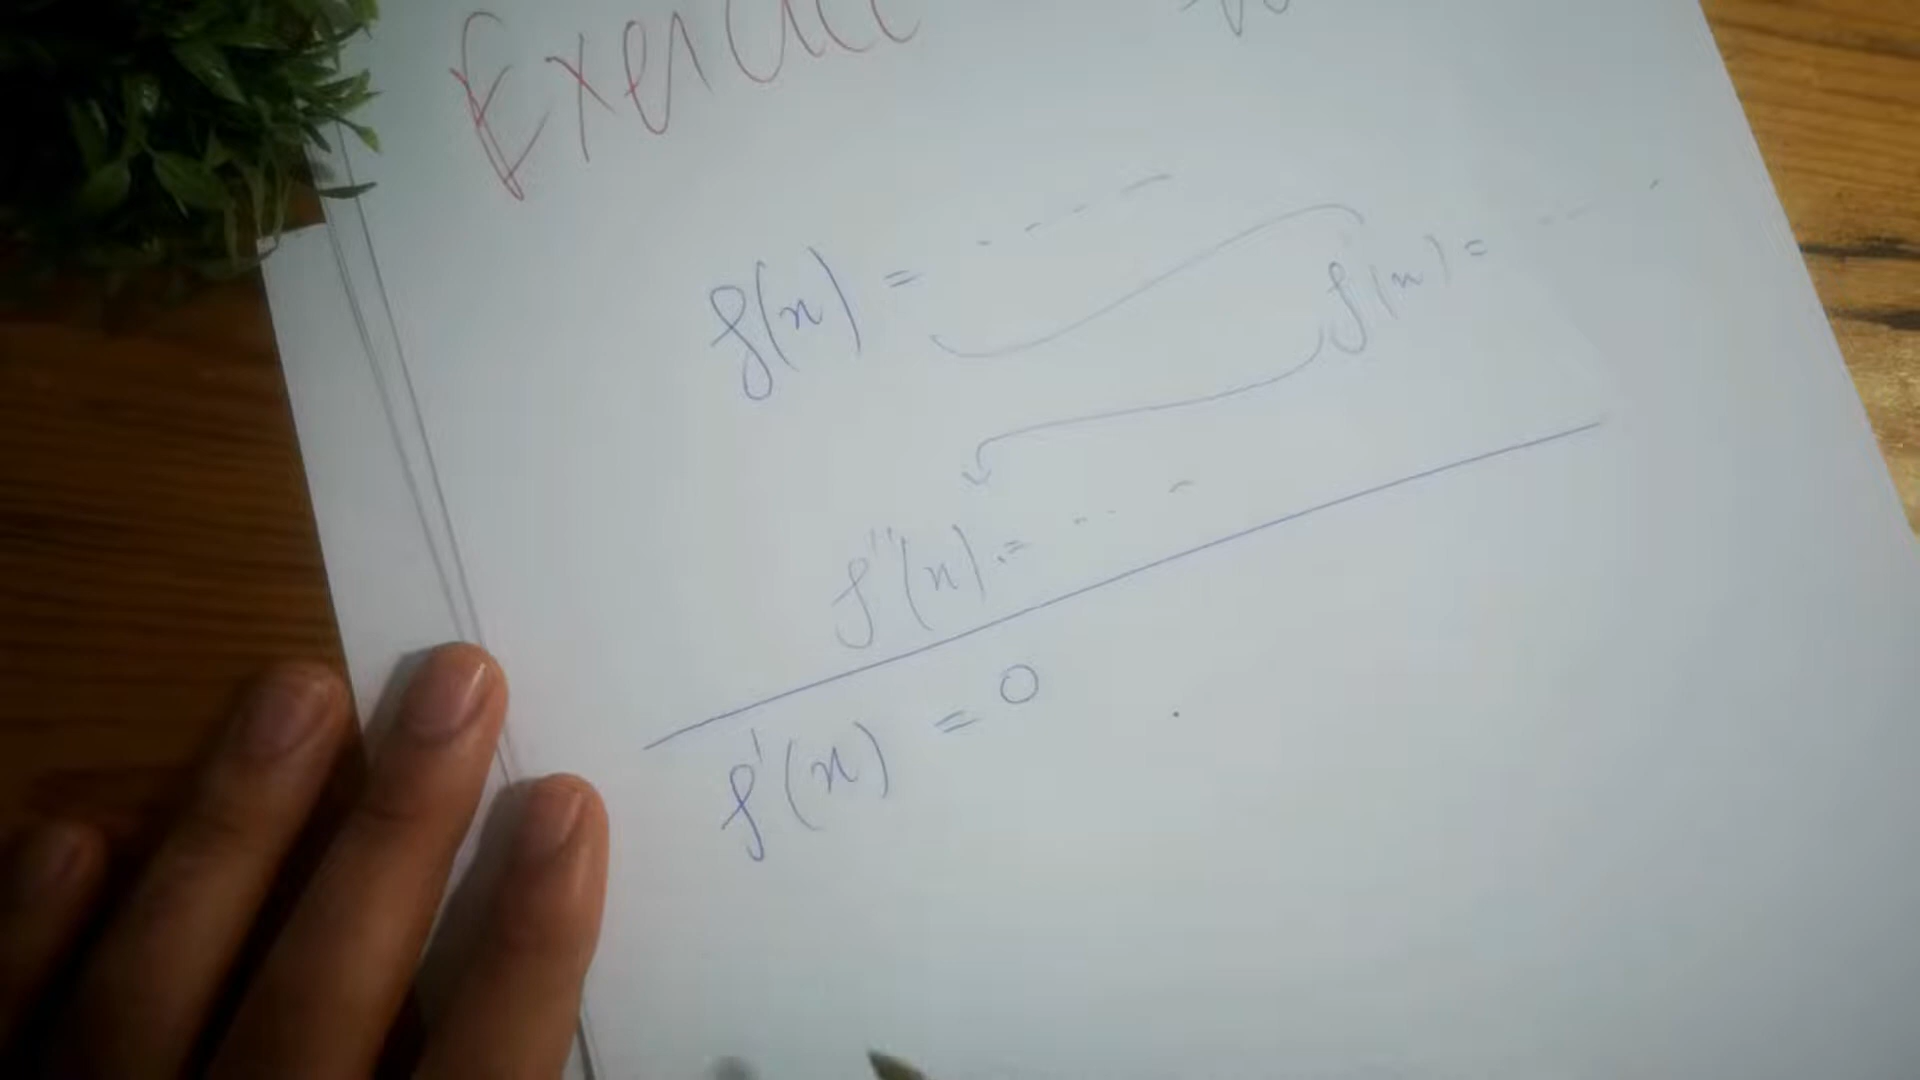 Exercice
f(x) = - - - - f'(x) = - - -
f''(x) = - - -
f'(x) = 0